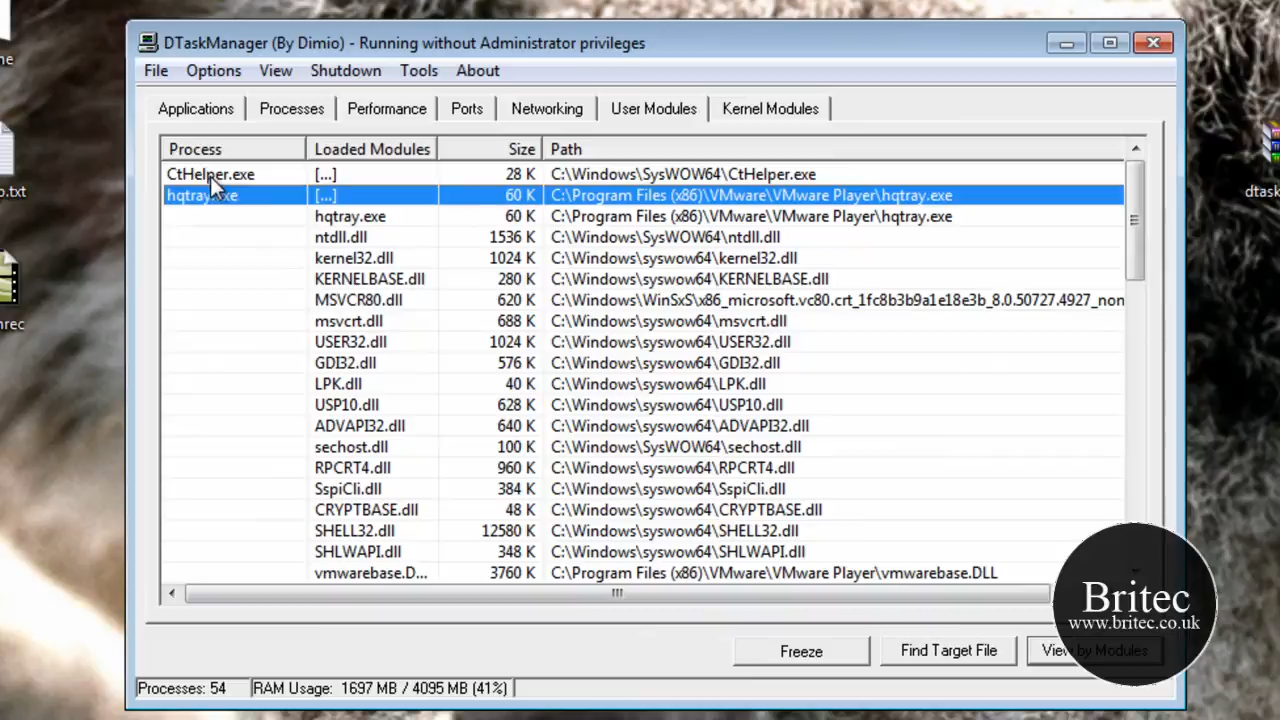 DTaskManager (By Dimio) - Running without Administrator privileges
File Options View Shutdown Tools About
Applications Processes Performance Ports Networking User Modules Kernel Modules
Process Loaded Modules Size Path
CtHelper.exe [...] 28 K C:\Windows\SysWOW64\CtHelper.exe
hqtray.exe [...] 60 K C:\Program Files (x86)\VMware\VMware Player\hqtray.exe
hqtray.exe 60 K C:\Program Files (x86)\VMware\VMware Player\hqtray.exe
ntdll.dll 1536 K C:\Windows\SysWOW64\ntdll.dll
kernel32.dll 1024 K C:\Windows\syswow64\kernel32.dll
KERNELBASE.dll 280 K C:\Windows\syswow64\KERNELBASE.dll
MSVCR80.dll 620 K C:\Windows\WinSxS\x86_microsoft.vc80.crt_1fc8b3b9a1e18e3b_8.0.50727.4927_non
msvcrt.dll 688 K C:\Windows\syswow64\msvcrt.dll
USER32.dll 1024 K C:\Windows\syswow64\USER32.dll
GDI32.dll 576 K C:\Windows\syswow64\GDI32.dll
LPK.dll 40 K C:\Windows\syswow64\LPK.dll
USP10.dll 628 K C:\Windows\syswow64\USP10.dll
ADVAPI32.dll 640 K C:\Windows\syswow64\ADVAPI32.dll
sechost.dll 100 K C:\Windows\SysWOW64\sechost.dll
RPCRT4.dll 960 K C:\Windows\syswow64\RPCRT4.dll
SspiCli.dll 384 K C:\Windows\syswow64\SspiCli.dll
CRYPTBASE.dll 48 K C:\Windows\syswow64\CRYPTBASE.dll
SHELL32.dll 12580 K C:\Windows\syswow64\SHELL32.dll
SHLWAPI.dll 348 K C:\Windows\syswow64\SHLWAPI.dll
vmwarebase.D... 3760 K C:\Program Files (x86)\VMware\VMware Player\vmwarebase.DLL
Freeze Find Target File View by Modules
Processes: 54 RAM Usage: 1697 MB / 4095 MB (41%)
Britec
www.britec.co.uk
me
o.txt
nrec
dtask